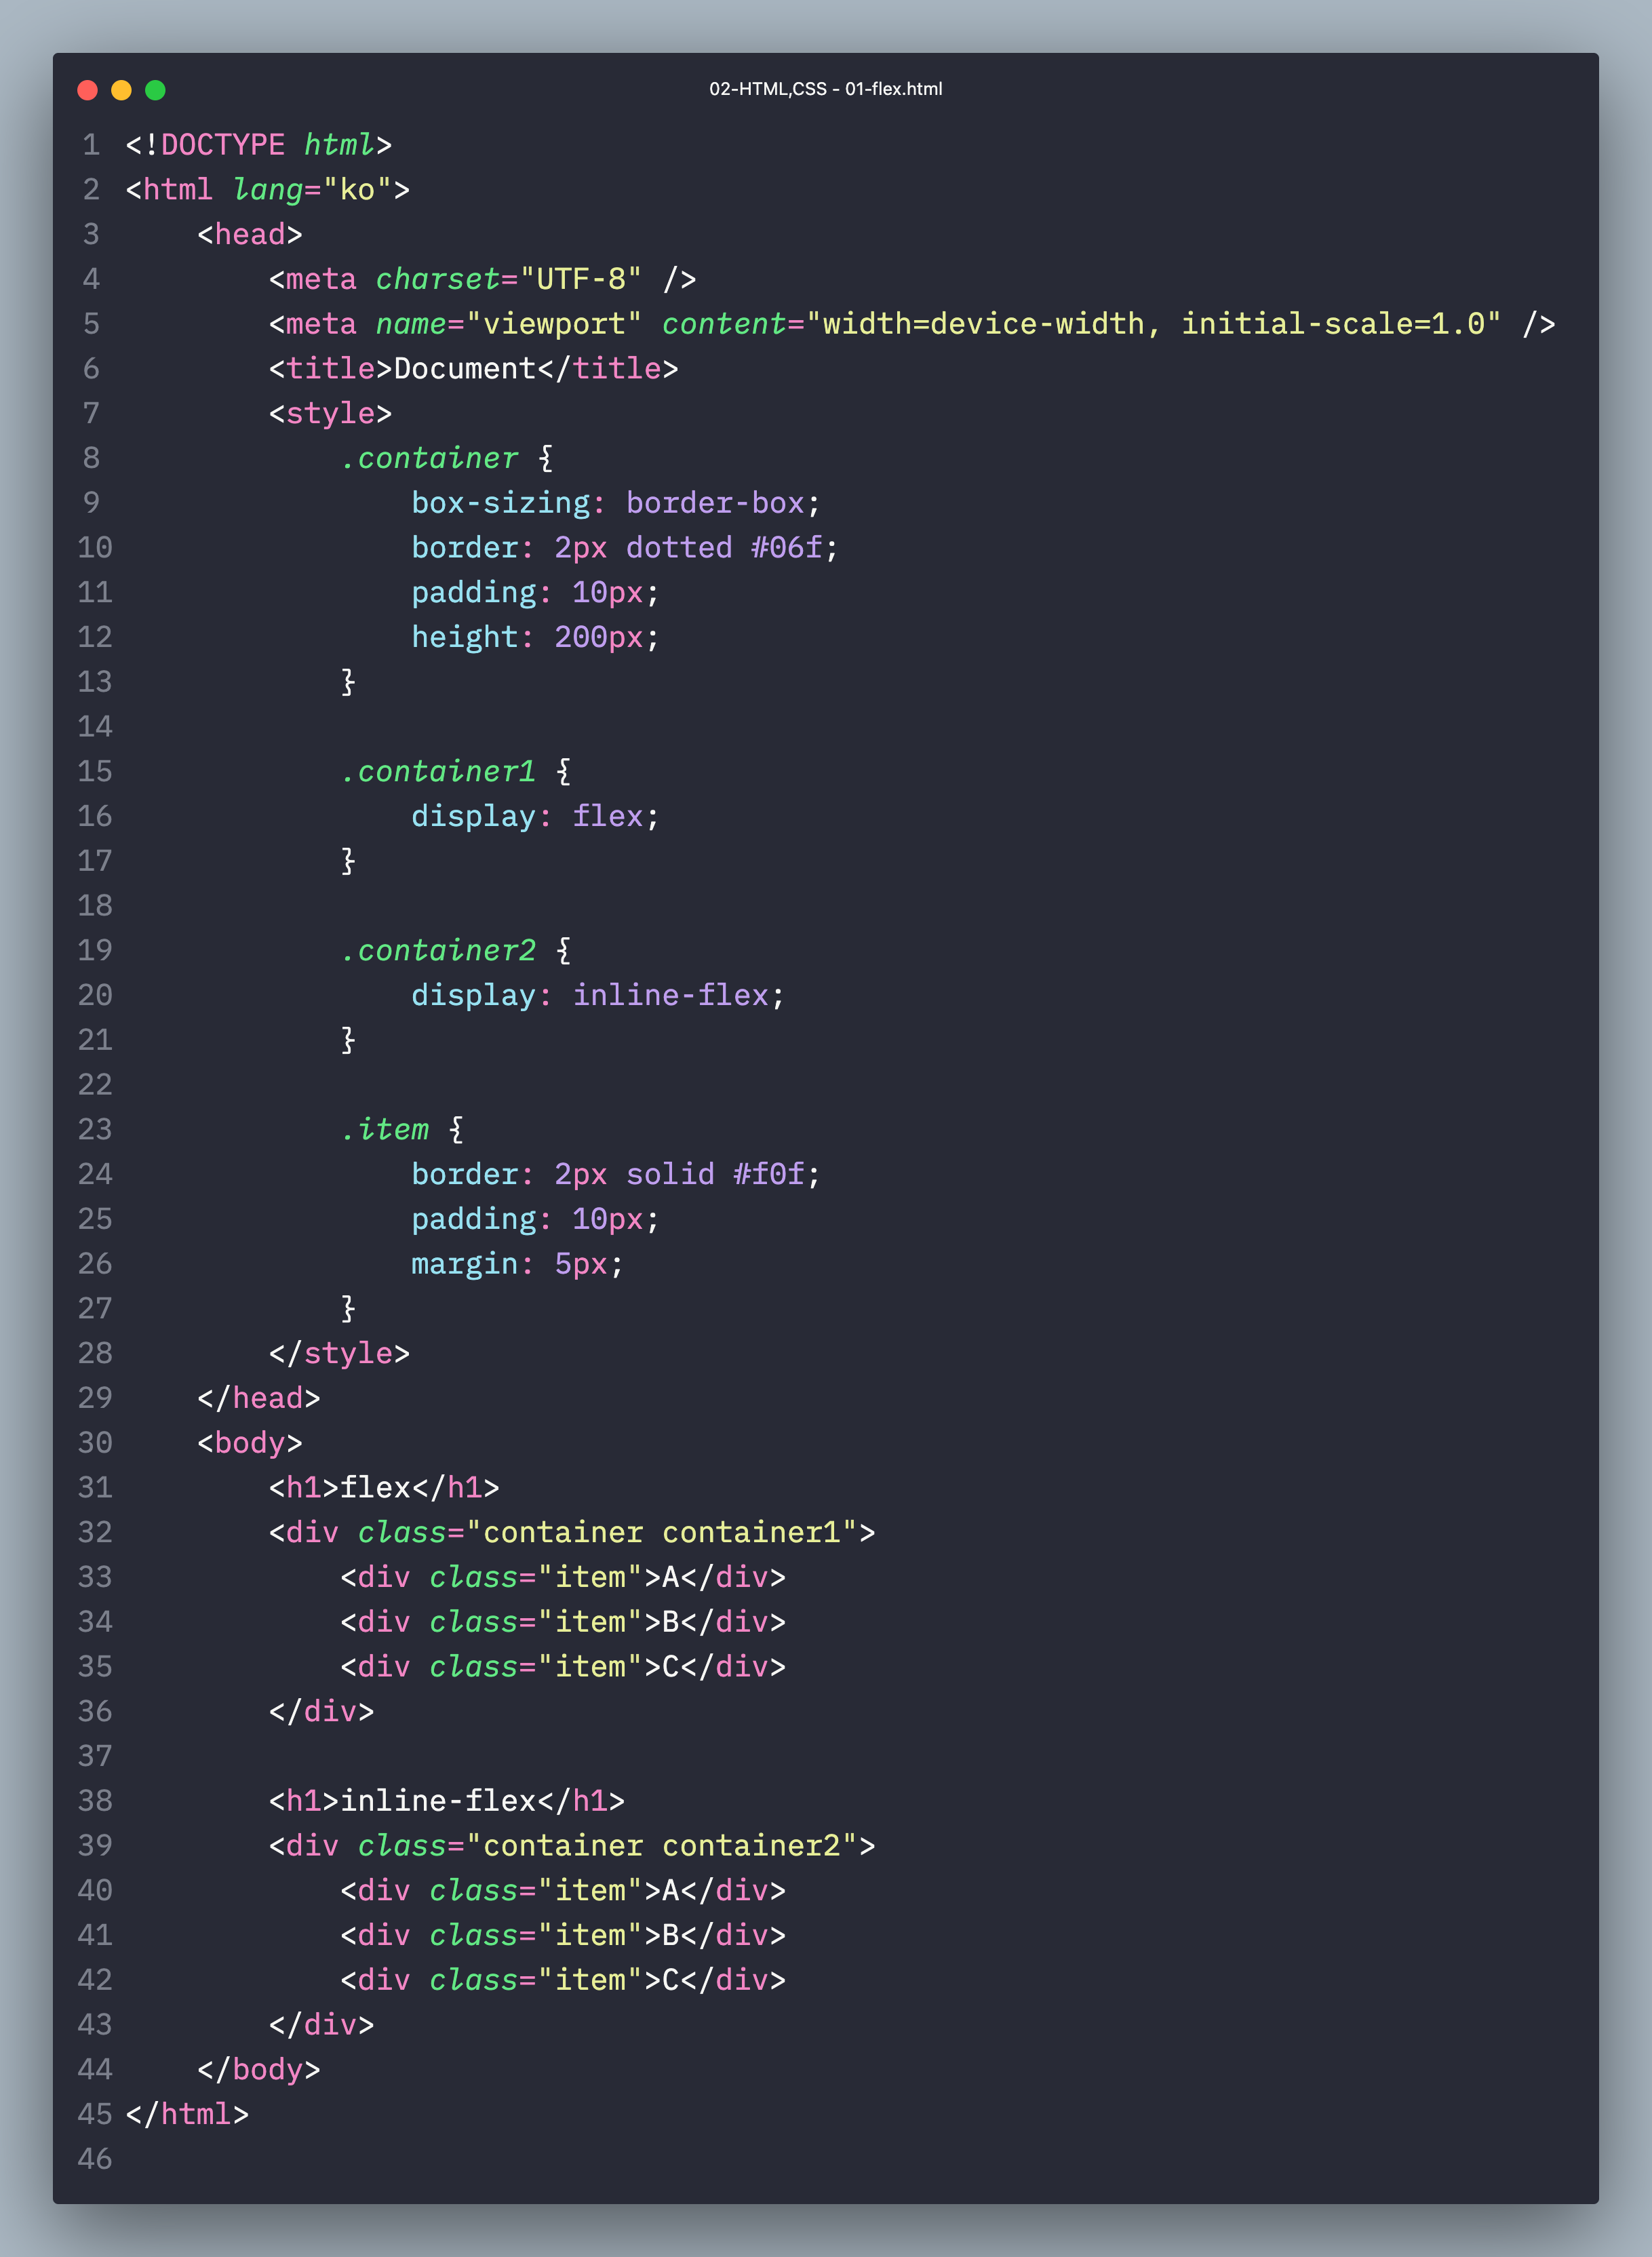 02-HTML,CSS - 01-flex.html
1 <!DOCTYPE html>
2 <html lang="ko">
3     <head>
4         <meta charset="UTF-8" />
5         <meta name="viewport" content="width=device-width, initial-scale=1.0" />
6         <title>Document</title>
7         <style>
8             .container {
9                 box-sizing: border-box;
10                 border: 2px dotted #06f;
11                 padding: 10px;
12                 height: 200px;
13             }
14
15             .container1 {
16                 display: flex;
17             }
18
19             .container2 {
20                 display: inline-flex;
21             }
22
23             .item {
24                 border: 2px solid #f0f;
25                 padding: 10px;
26                 margin: 5px;
27             }
28         </style>
29     </head>
30     <body>
31         <h1>flex</h1>
32         <div class="container container1">
33             <div class="item">A</div>
34             <div class="item">B</div>
35             <div class="item">C</div>
36         </div>
37
38         <h1>inline-flex</h1>
39         <div class="container container2">
40             <div class="item">A</div>
41             <div class="item">B</div>
42             <div class="item">C</div>
43         </div>
44     </body>
45 </html>
46